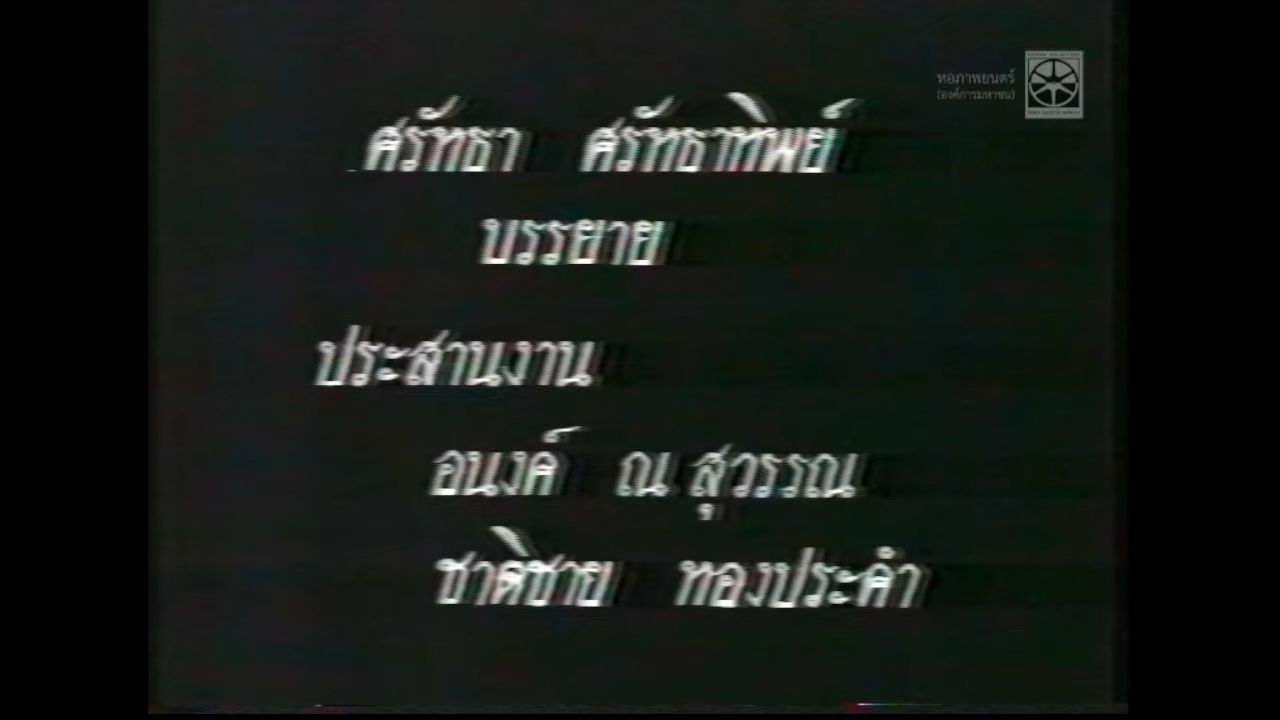 หอภาพยนตร์
(องค์การมหาชน)
ศรัทธา ศรัทธาทิพย์
บรรยาย
ประสานงาน
อนงค์ ณ สุวรรณ
ชาติชาย ทองประคำ